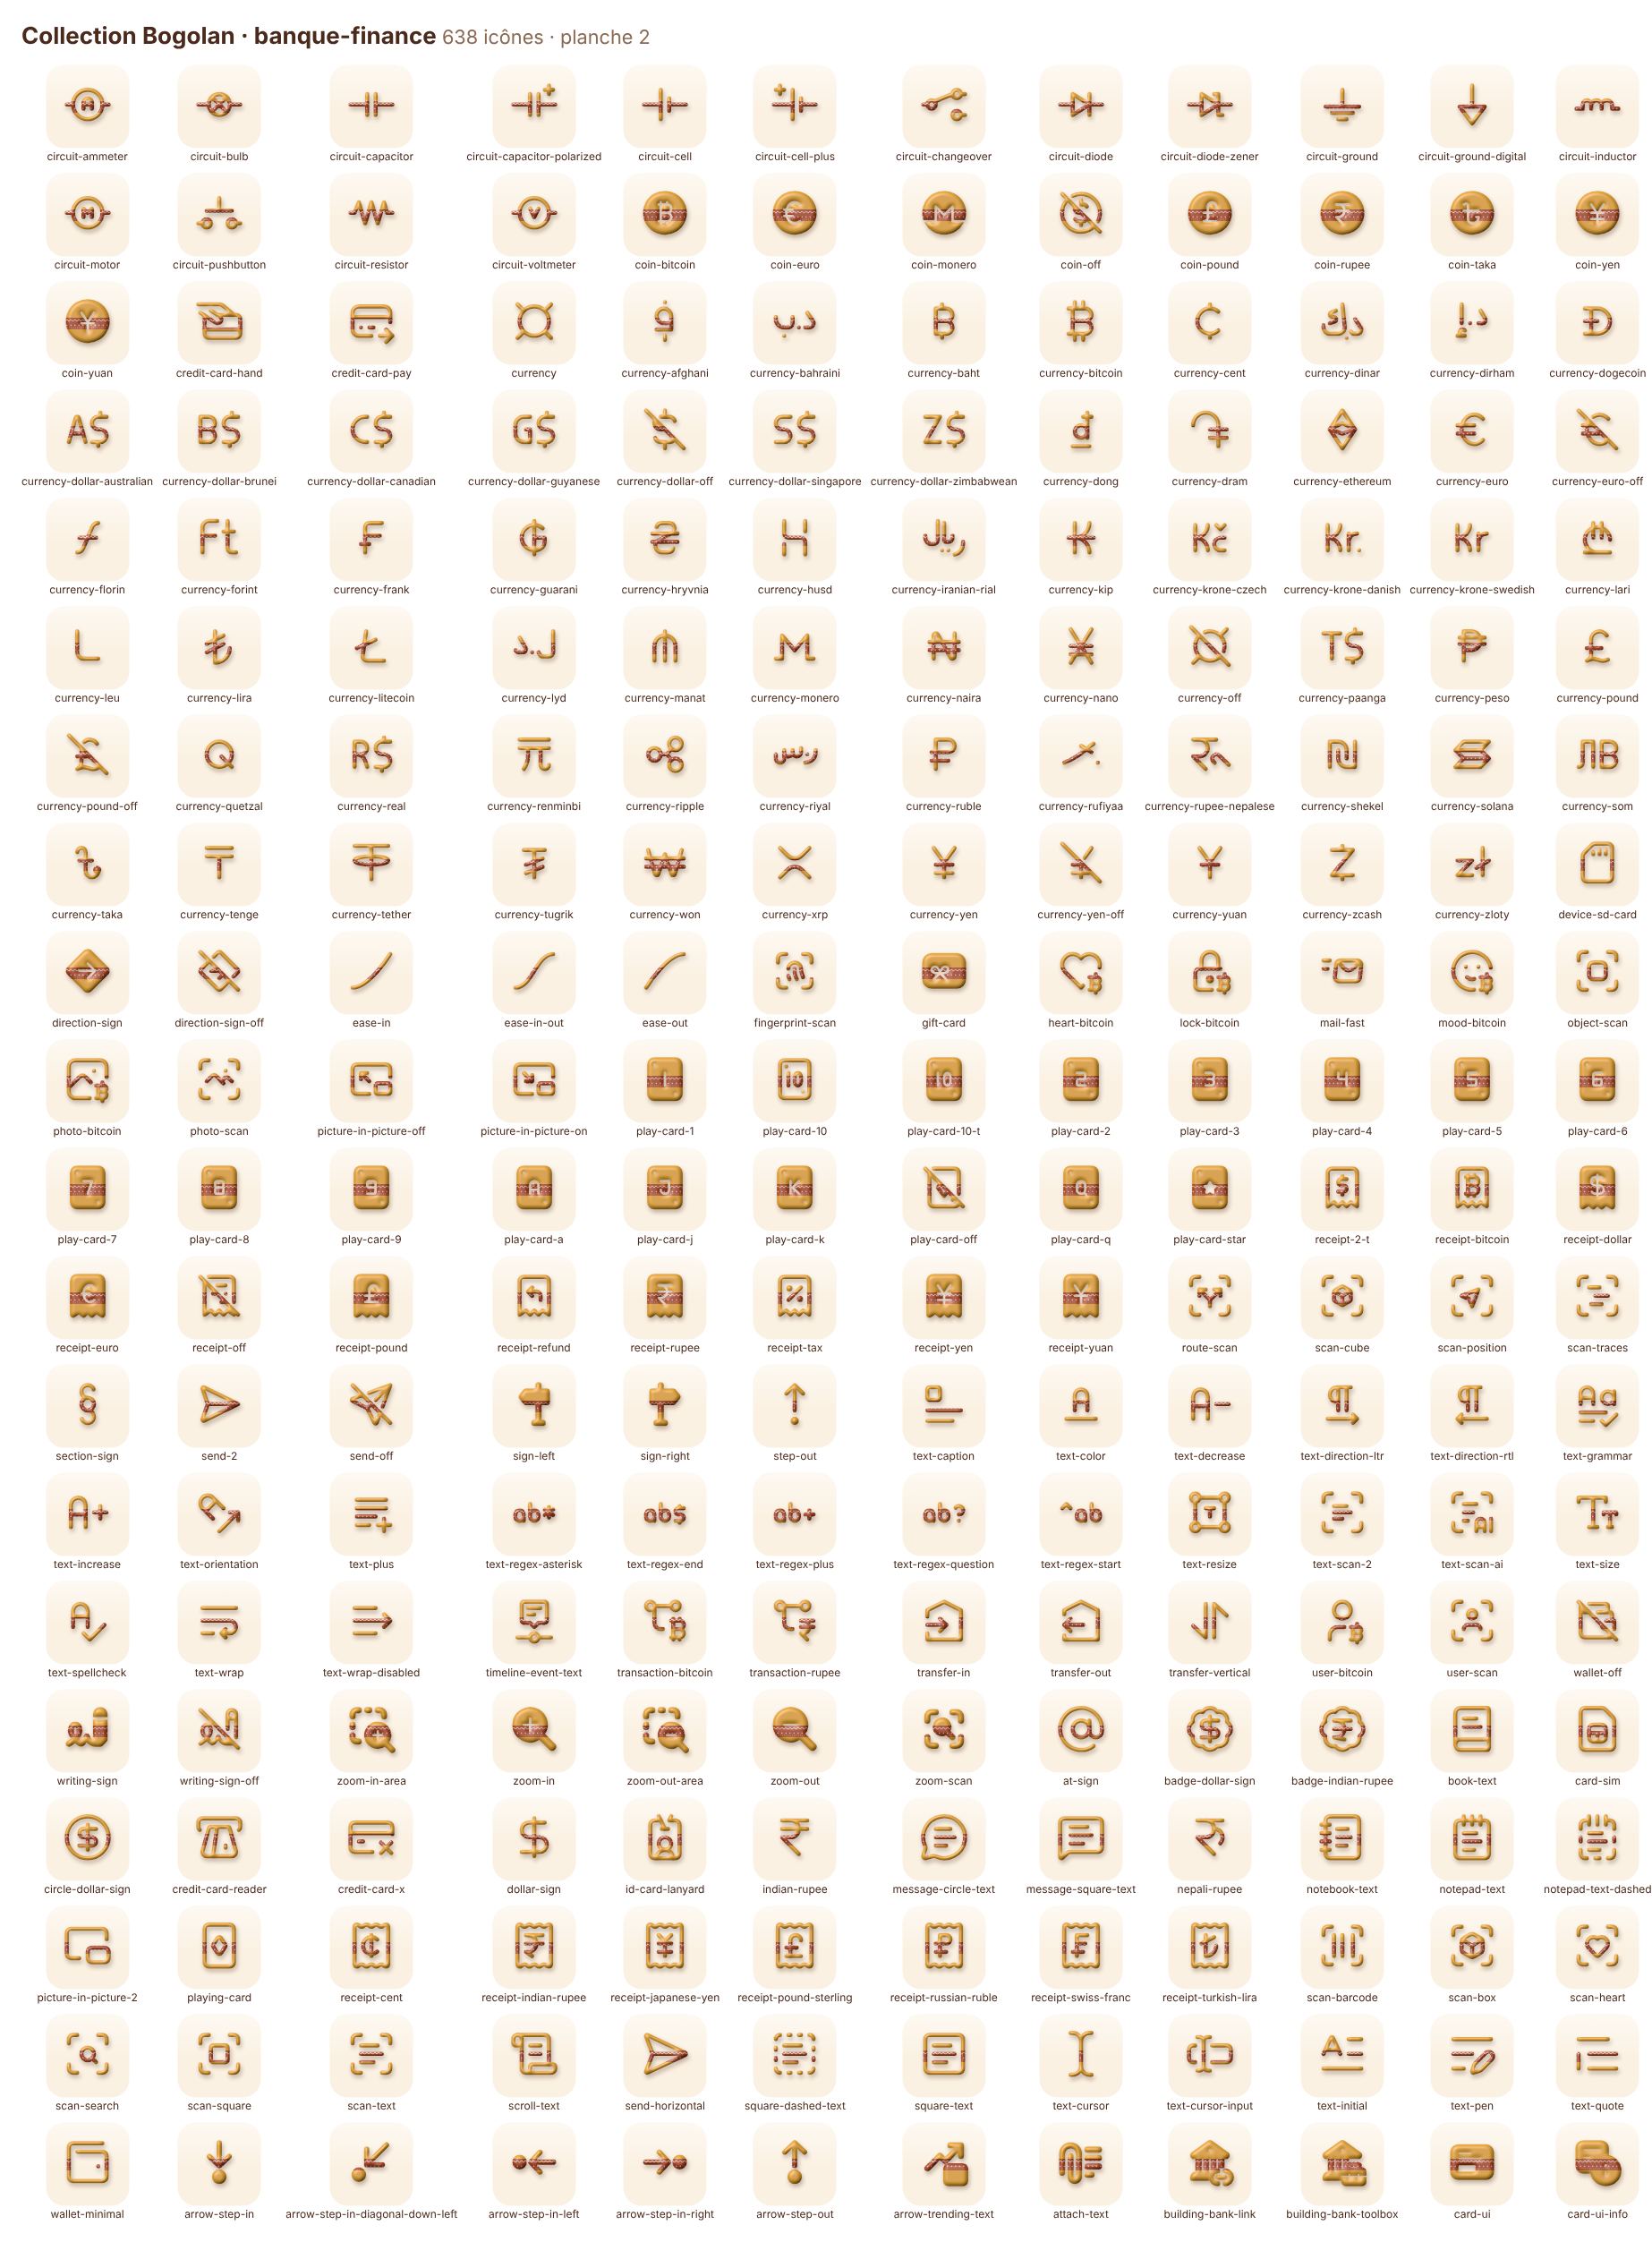 Collection Bogolan · banque-finance 638 icônes · planche 2
circuit-ammeter circuit-bulb circuit-capacitor circuit-capacitor-polarized circuit-cell circuit-cell-plus circuit-changeover circuit-diode circuit-diode-zener circuit-ground circuit-ground-digital circuit-inductor
circuit-motor circuit-pushbutton circuit-resistor circuit-voltmeter coin-bitcoin coin-euro coin-monero coin-off coin-pound coin-rupee coin-taka coin-yen
coin-yuan credit-card-hand credit-card-pay currency currency-afghani currency-bahraini currency-baht currency-bitcoin currency-cent currency-dinar currency-dirham currency-dogecoin
currency-dollar-australian currency-dollar-brunei currency-dollar-canadian currency-dollar-guyanese currency-dollar-off currency-dollar-singapore currency-dollar-zimbabwean currency-dong currency-dram currency-ethereum currency-euro currency-euro-off
currency-florin currency-forint currency-frank currency-guarani currency-hryvnia currency-husd currency-iranian-rial currency-kip currency-krone-czech currency-krone-danish currency-krone-swedish currency-lari
currency-leu currency-lira currency-litecoin currency-lyd currency-manat currency-monero currency-naira currency-nano currency-off currency-paanga currency-peso currency-pound
currency-pound-off currency-quetzal currency-real currency-renminbi currency-ripple currency-riyal currency-ruble currency-rufiyaa currency-rupee-nepalese currency-shekel currency-solana currency-som
currency-taka currency-tenge currency-tether currency-tugrik currency-won currency-xrp currency-yen currency-yen-off currency-yuan currency-zcash currency-zloty device-sd-card
direction-sign direction-sign-off ease-in ease-in-out ease-out fingerprint-scan gift-card heart-bitcoin lock-bitcoin mail-fast mood-bitcoin object-scan
photo-bitcoin photo-scan picture-in-picture-off picture-in-picture-on play-card-1 play-card-10 play-card-10-t play-card-2 play-card-3 play-card-4 play-card-5 play-card-6
play-card-7 play-card-8 play-card-9 play-card-a play-card-j play-card-k play-card-off play-card-q play-card-star receipt-2-t receipt-bitcoin receipt-dollar
receipt-euro receipt-off receipt-pound receipt-refund receipt-rupee receipt-tax receipt-yen receipt-yuan route-scan scan-cube scan-position scan-traces
section-sign send-2 send-off sign-left sign-right step-out text-caption text-color text-decrease text-direction-ltr text-direction-rtl text-grammar
text-increase text-orientation text-plus text-regex-asterisk text-regex-end text-regex-plus text-regex-question text-regex-start text-resize text-scan-2 text-scan-ai text-size
text-spellcheck text-wrap text-wrap-disabled timeline-event-text transaction-bitcoin transaction-rupee transfer-in transfer-out transfer-vertical user-bitcoin user-scan wallet-off
writing-sign writing-sign-off zoom-in-area zoom-in zoom-out-area zoom-out zoom-scan at-sign badge-dollar-sign badge-indian-rupee book-text card-sim
circle-dollar-sign credit-card-reader credit-card-x dollar-sign id-card-lanyard indian-rupee message-circle-text message-square-text nepali-rupee notebook-text notepad-text notepad-text-dashed
picture-in-picture-2 playing-card receipt-cent receipt-indian-rupee receipt-japanese-yen receipt-pound-sterling receipt-russian-ruble receipt-swiss-franc receipt-turkish-lira scan-barcode scan-box scan-heart
scan-search scan-square scan-text scroll-text send-horizontal square-dashed-text square-text text-cursor text-cursor-input text-initial text-pen text-quote
wallet-minimal arrow-step-in arrow-step-in-diagonal-down-left arrow-step-in-left arrow-step-in-right arrow-step-out arrow-trending-text attach-text building-bank-link building-bank-toolbox card-ui card-ui-info